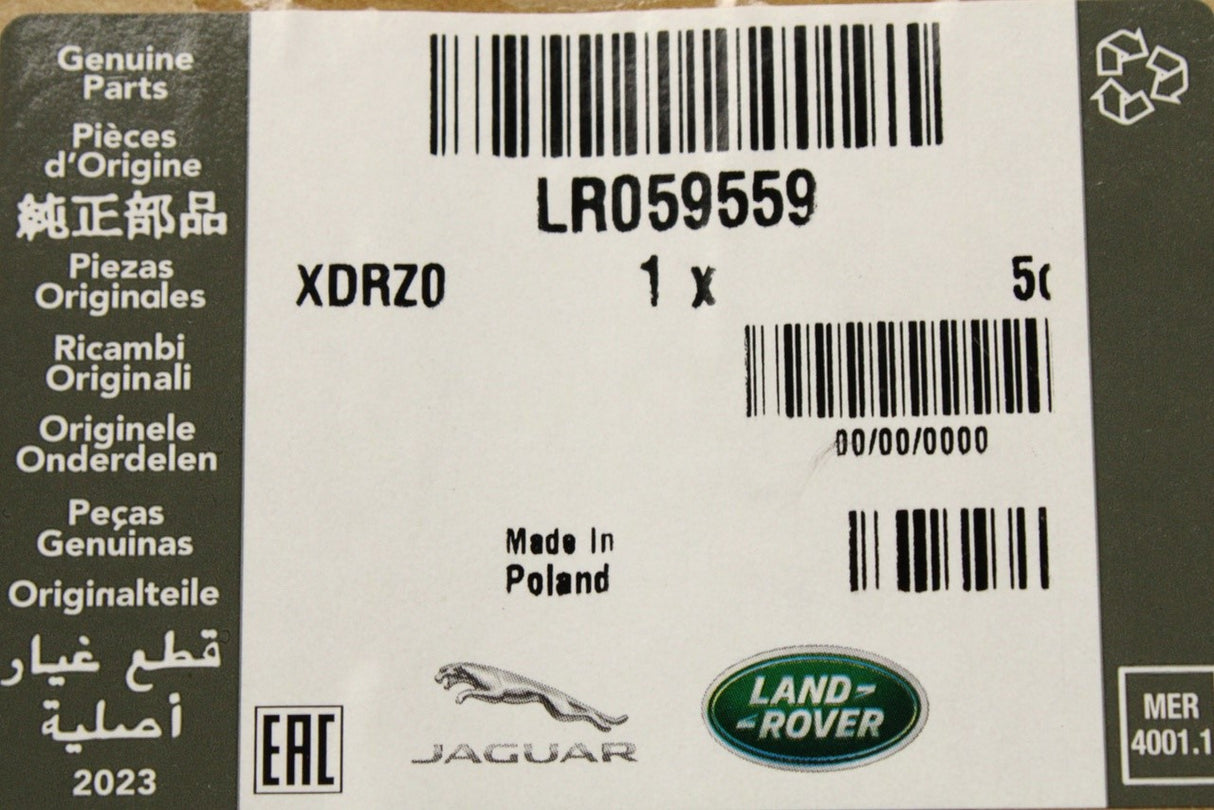 Genuine
Parts
Pièces
d'Origine
純正部品
Piezas
Originales
Ricambi
Originali
Originele
Onderdelen
Peças
Genuinas
Originalteile
قطع غيار
أصلية
2023
LR059559
XDRZ0 1 x
00/00/0000
Made In
Poland
EAC
JAGUAR
LAND-
-ROVER
MER
4001.1